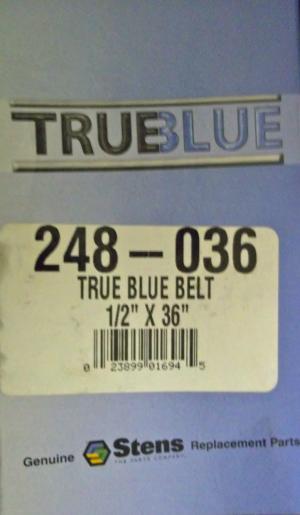 TRUEBLUE
248-036
TRUE BLUE BELT
1/2" X 36"
0 23899 01694 5
Genuine Stens Replacement Parts
THE PARTS COMPANY